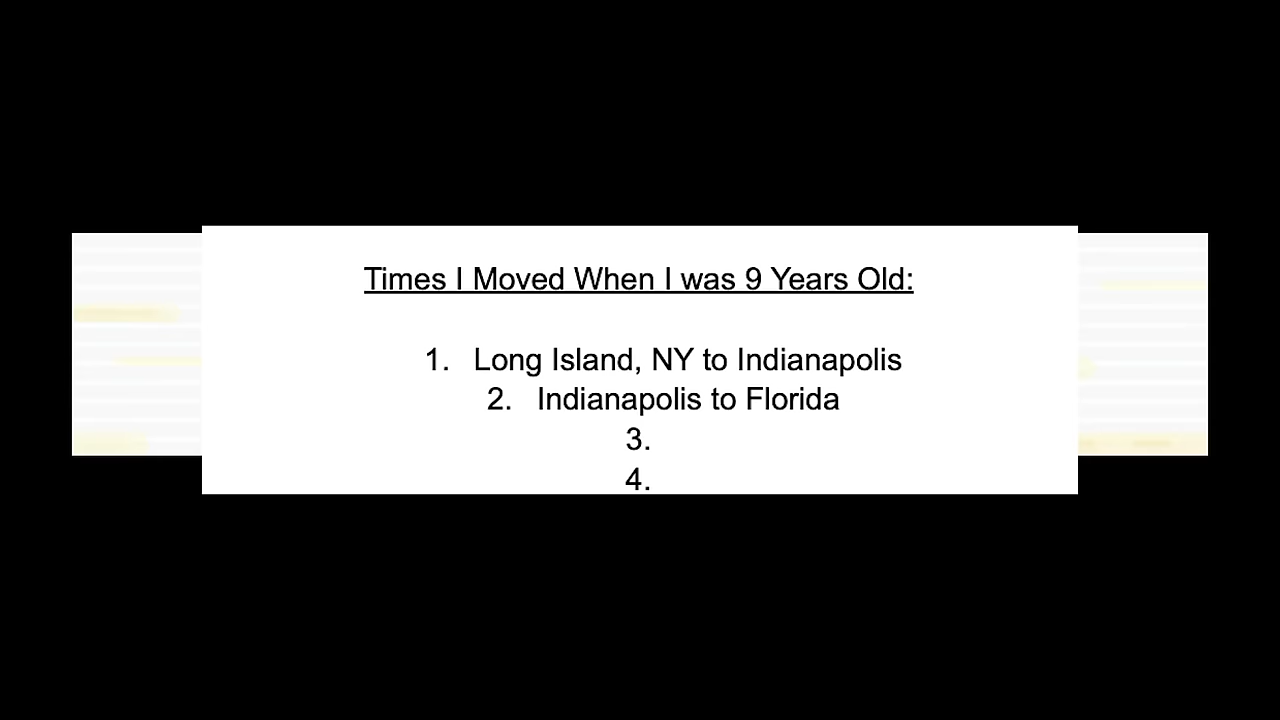 Times I Moved When I was 9 Years Old:
1. Long Island, NY to Indianapolis
2. Indianapolis to Florida
3.
4.